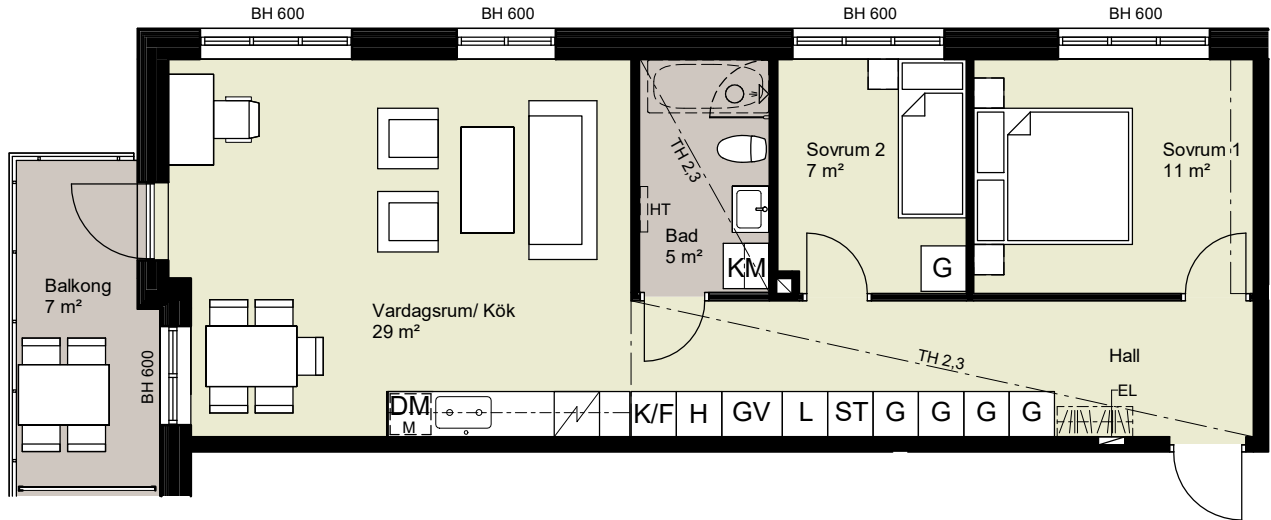 BH 600
BH 600
BH 600
BH 600
Sovrum 2
7 m²
Sovrum 1
11 m²
TH 2,3
HT
Bad
5 m²
KM
G
Balkong
7 m²
Vardagsrum/ Kök
29 m²
BH 600
TH 2,3
Hall
EL
DM
M
K/F
H
GV
L
ST
G
G
G
G